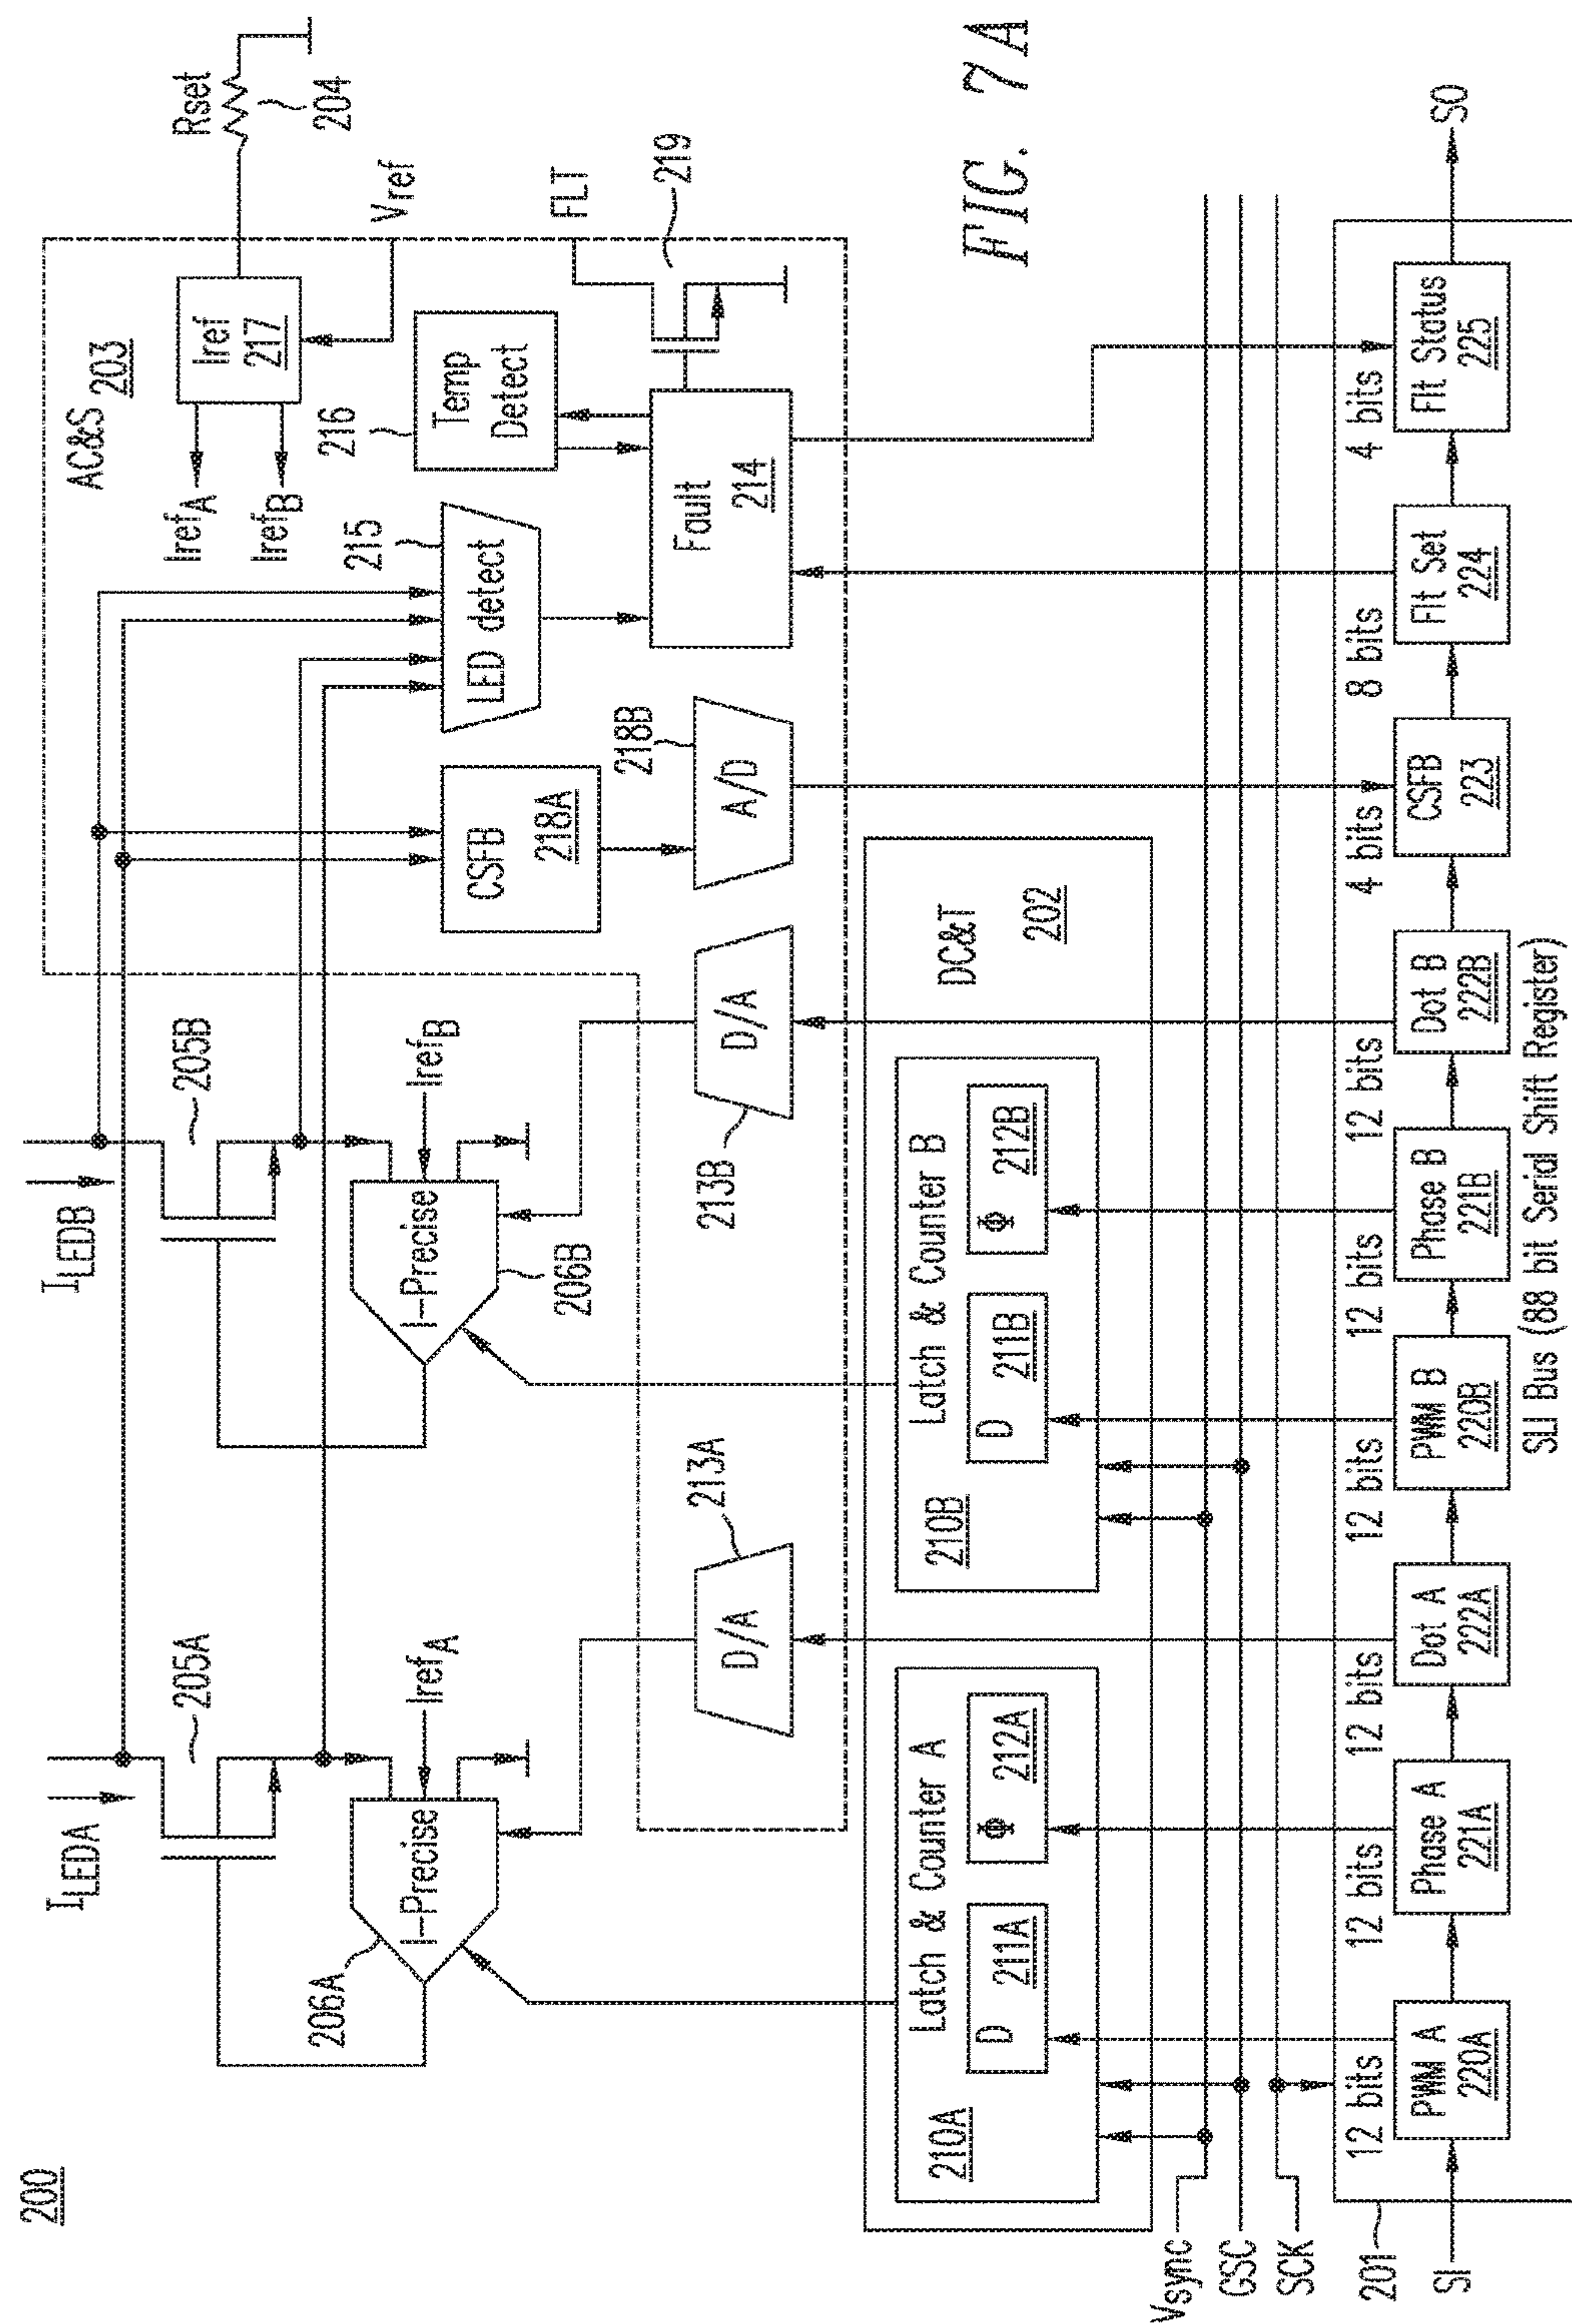 200
I LEDA
I LEDB
205A
205B
206A
I-Precise
IrefA
I-Precise
IrefB
206B
AC&S 203
IrefA
IrefB
Iref
217
Rset
204
Vref
FLT
219
215
LED detect
216
Temp
Detect
CSFB
218A
218B
A/D
Fault
214
213A
D/A
213B
D/A
FIG. 7A
DC&T
202
Latch & Counter A
210A
D 211A
Φ 212A
Latch & Counter B
210B
D 211B
Φ 212B
Vsync
GSC
SCK
201
SI
12 bits
PWM A
220A
12 bits
Phase A
221A
12 bits
Dot A
222A
12 bits
PWM B
220B
12 bits
Phase B
221B
12 bits
Dot B
222B
4 bits
CSFB
223
8 bits
Flt Set
224
4 bits
Flt Status
225
SO
SLI Bus (88 bit Serial Shift Register)